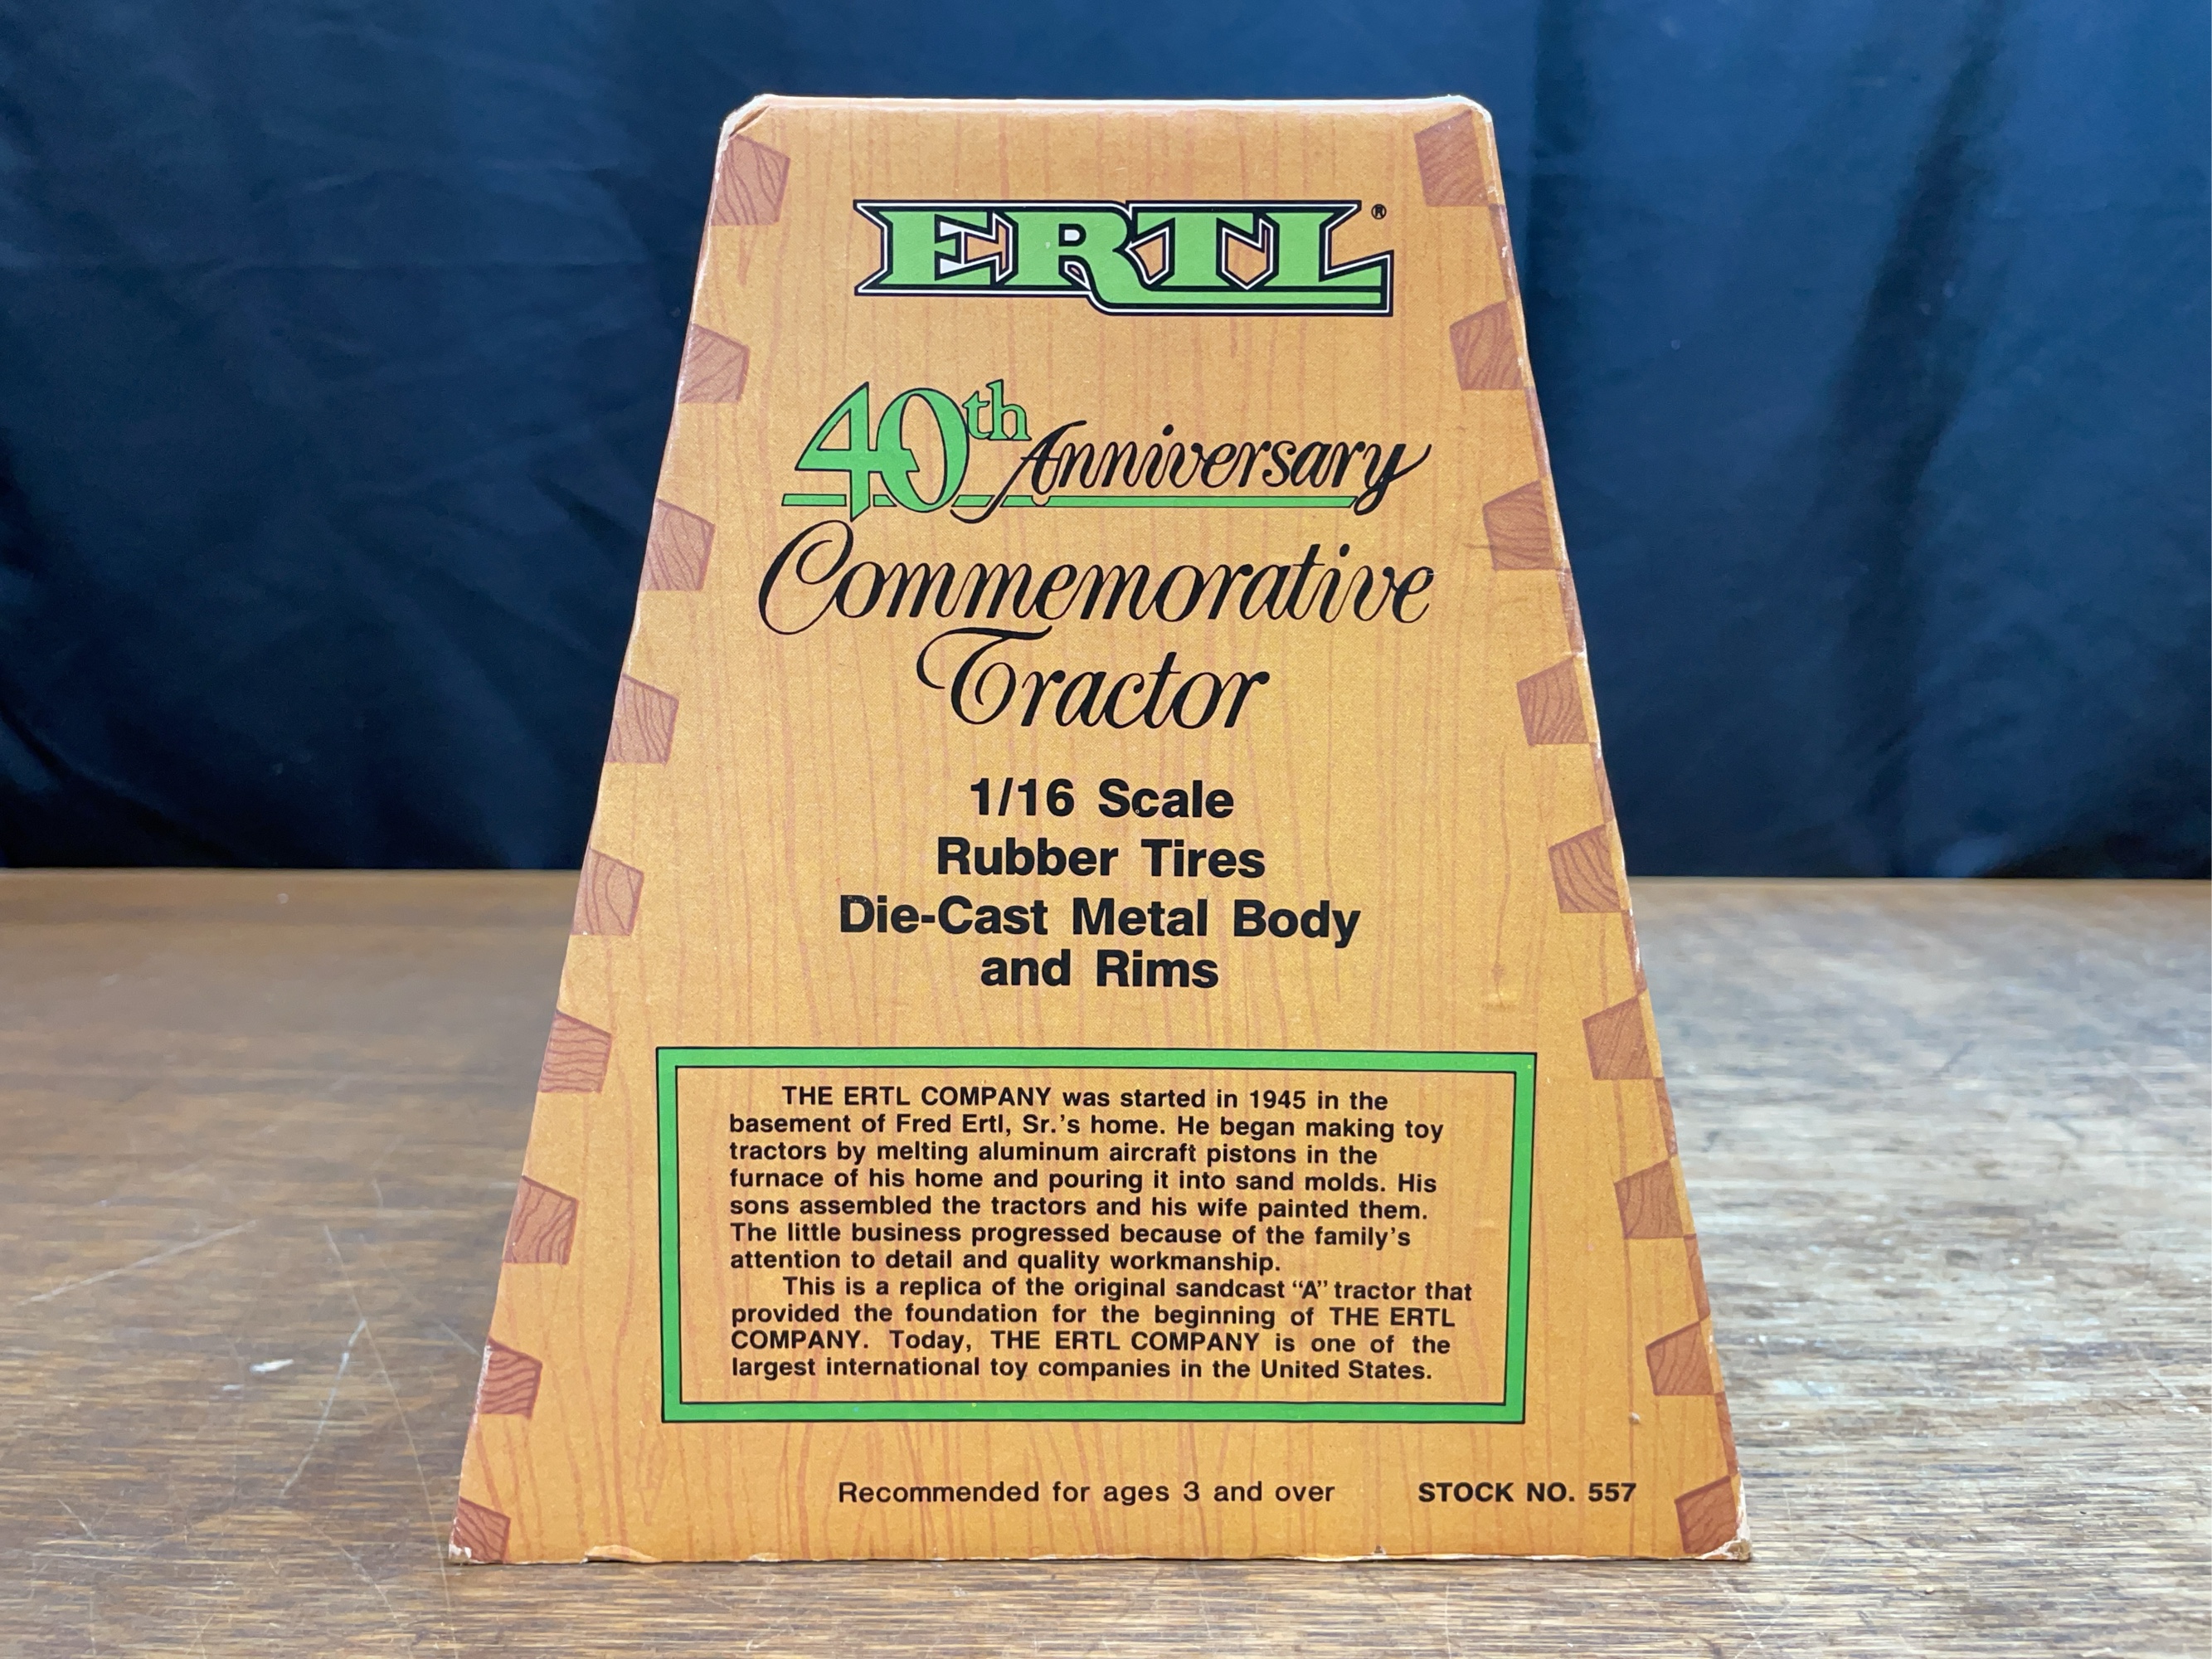 ERTL®
40th Anniversary
Commemorative
Tractor
1/16 Scale
Rubber Tires
Die-Cast Metal Body
and Rims
THE ERTL COMPANY was started in 1945 in the
basement of Fred Ertl, Sr.'s home. He began making toy
tractors by melting aluminum aircraft pistons in the
furnace of his home and pouring it into sand molds. His
sons assembled the tractors and his wife painted them.
The little business progressed because of the family's
attention to detail and quality workmanship.
This is a replica of the original sandcast “A” tractor that
provided the foundation for the beginning of THE ERTL
COMPANY. Today, THE ERTL COMPANY is one of the
largest international toy companies in the United States.
Recommended for ages 3 and over STOCK NO. 557